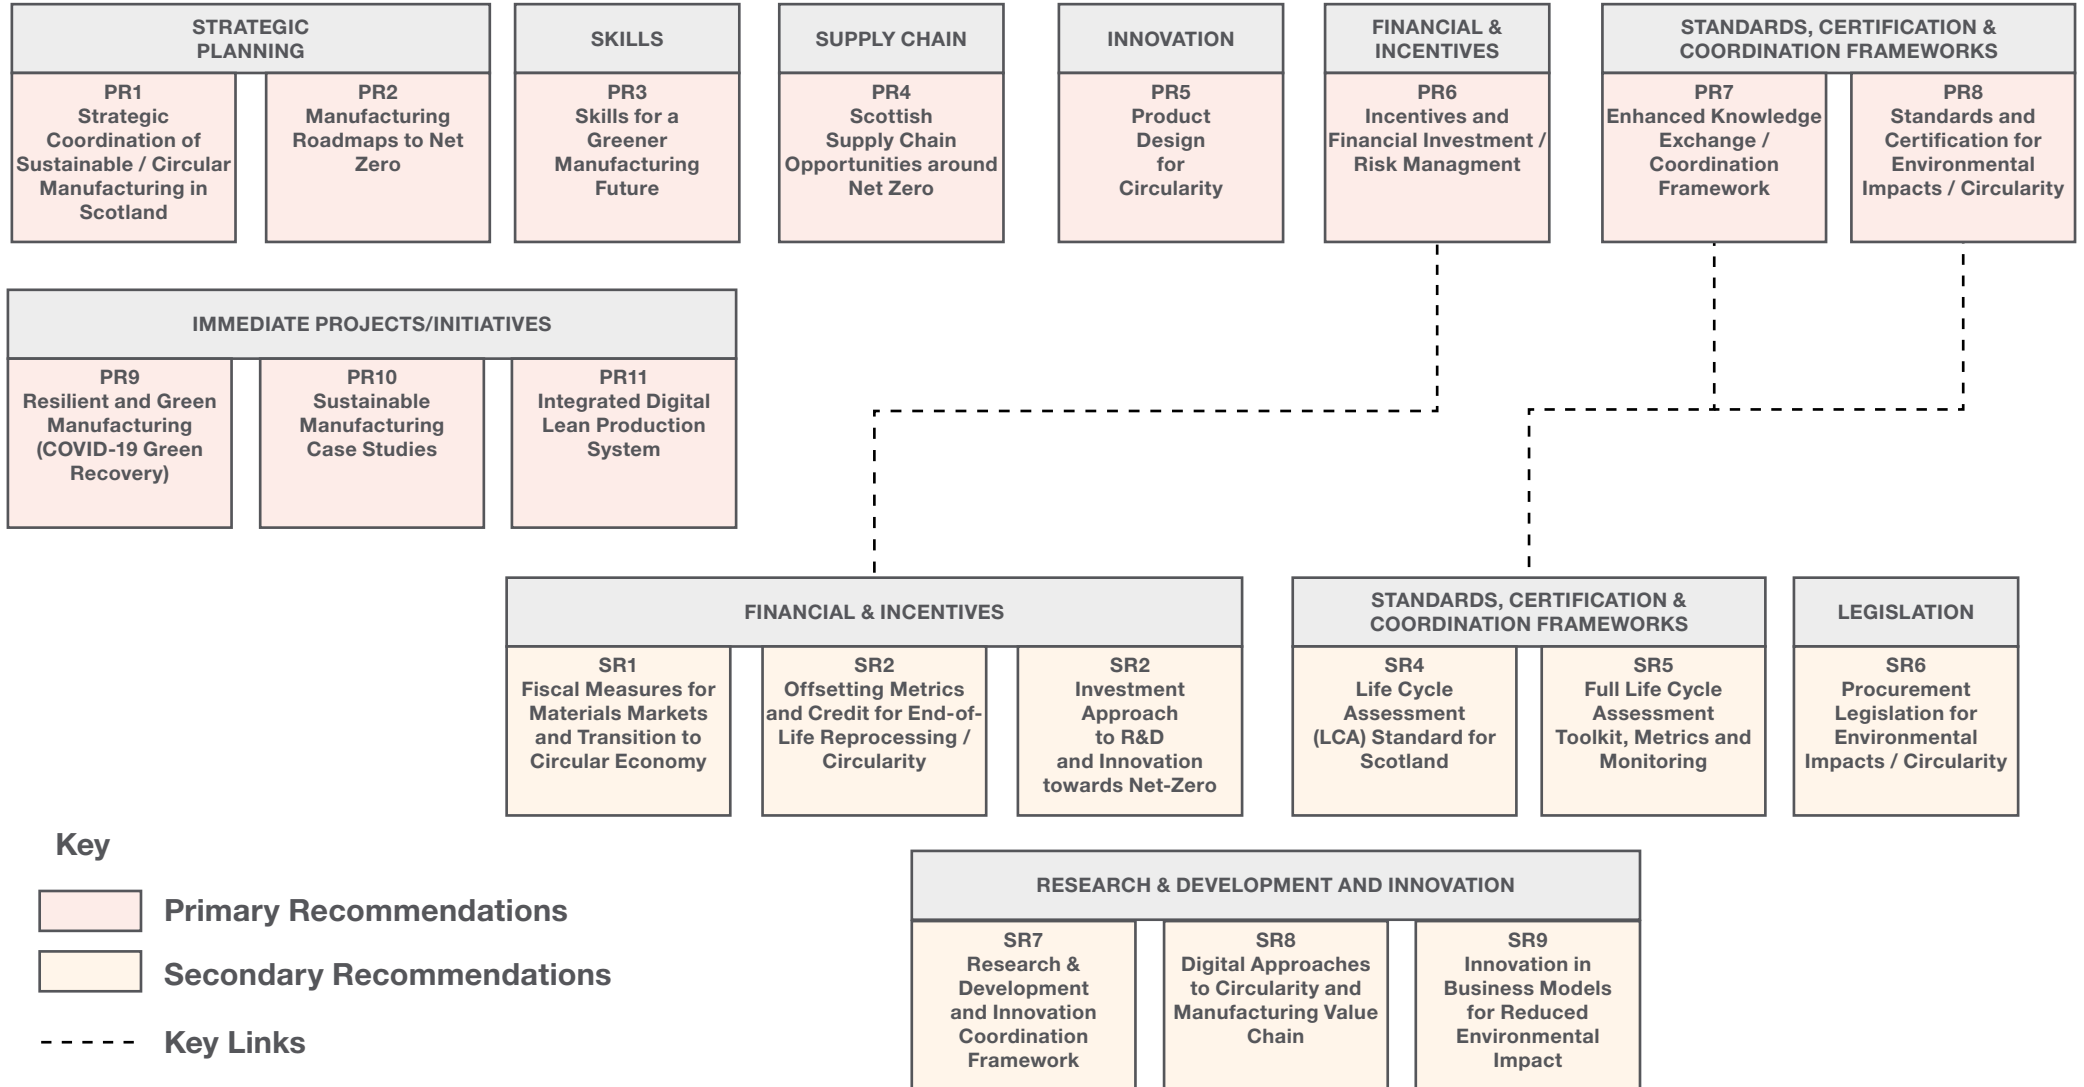 STRATEGIC
PLANNING
PR1
Strategic
Coordination of
Sustainable / Circular
Manufacturing in
Scotland
PR2
Manufacturing
Roadmaps to Net
Zero
SKILLS
PR3
Skills for a
Greener
Manufacturing
Future
SUPPLY CHAIN
PR4
Scottish
Supply Chain
Opportunities around
Net Zero
INNOVATION
PR5
Product
Design
for
Circularity
FINANCIAL &
INCENTIVES
PR6
Incentives and
Financial Investment /
Risk Managment
STANDARDS, CERTIFICATION &
COORDINATION FRAMEWORKS
PR7
Enhanced Knowledge
Exchange /
Coordination
Framework
PR8
Standards and
Certification for
Environmental
Impacts / Circularity
IMMEDIATE PROJECTS/INITIATIVES
PR9
Resilient and Green
Manufacturing
(COVID-19 Green
Recovery)
PR10
Sustainable
Manufacturing
Case Studies
PR11
Integrated Digital
Lean Production
System
FINANCIAL & INCENTIVES
SR1
Fiscal Measures for
Materials Markets
and Transition to
Circular Economy
SR2
Offsetting Metrics
and Credit for End-of-
Life Reprocessing /
Circularity
SR2
Investment
Approach
to R&D
and Innovation
towards Net-Zero
STANDARDS, CERTIFICATION &
COORDINATION FRAMEWORKS
SR4
Life Cycle
Assessment
(LCA) Standard for
Scotland
SR5
Full Life Cycle
Assessment
Toolkit, Metrics and
Monitoring
LEGISLATION
SR6
Procurement
Legislation for
Environmental
Impacts / Circularity
RESEARCH & DEVELOPMENT AND INNOVATION
SR7
Research &
Development
and Innovation
Coordination
Framework
SR8
Digital Approaches
to Circularity and
Manufacturing Value
Chain
SR9
Innovation in
Business Models
for Reduced
Environmental
Impact
Key
Primary Recommendations
Secondary Recommendations
Key Links